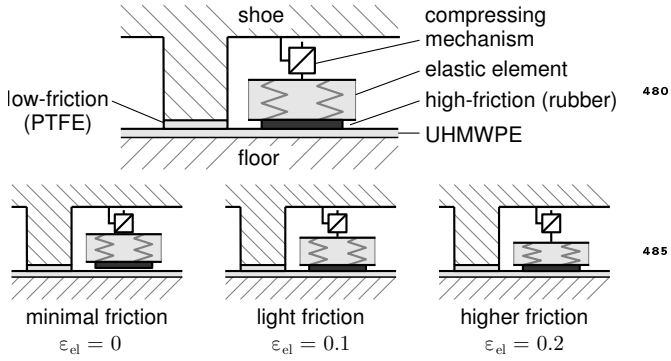 shoe
compressing
mechanism
elastic element
480
low-friction
(PTFE)
high-friction (rubber)
UHMWPE
floor
485
minimal friction
light friction
higher friction
ε_el = 0
ε_el = 0.1
ε_el = 0.2